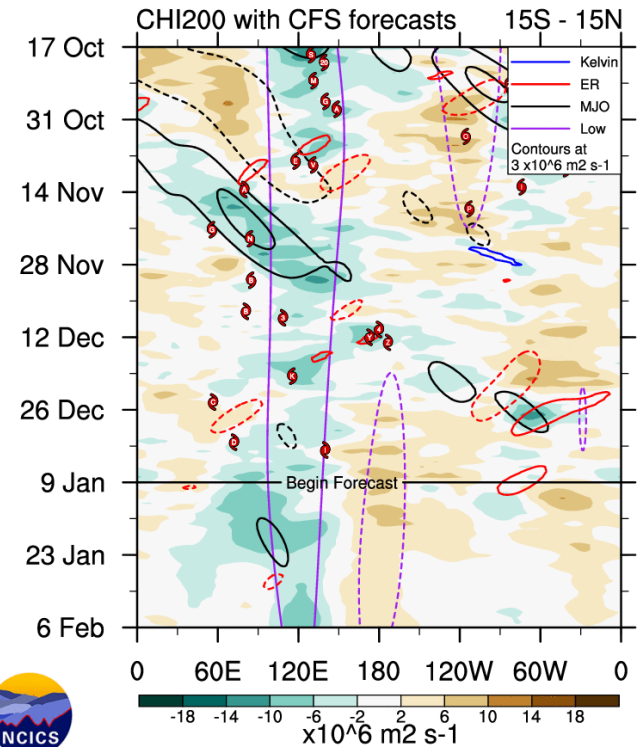 CHI200 with CFS forecasts 15S - 15N
17 Oct
31 Oct
14 Nov
28 Nov
12 Dec
26 Dec
9 Jan
23 Jan
6 Feb
Kelvin
ER
MJO
Low
Contours at
3 x10^6 m2 s-1
S
20
M
G
E
V
O
P
G
N
B
3
4
Z
K
C
D
Begin Forecast
0 60E 120E 180 120W 60W 0
-18 -14 -10 -6 -2 2 6 10 14 18
x10^6 m2 s-1
NCICS